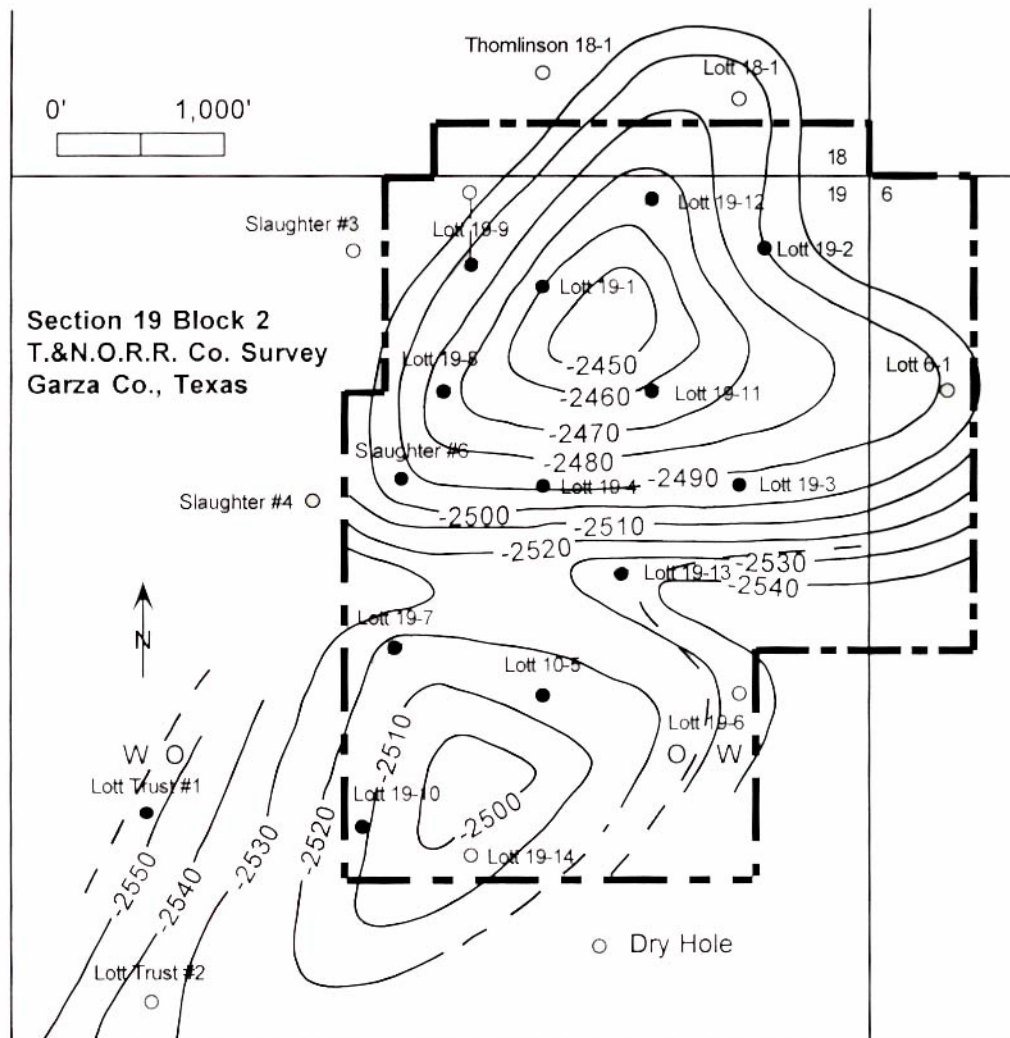 Thomlinson 18-1
Lott 18-1
0' 1,000'
18
19 6
Slaughter #3
Lott 19-9
Lott 19-12
Lott 19-2
Lott 19-1
Section 19 Block 2
T.&N.O.R.R. Co. Survey
Garza Co., Texas
Lott 19-8
-2450
Lott 6-1
-2460
Lott 19-11
-2470
Slaughter #6
-2480
-2490
Lott 19-4
Lott 19-3
Slaughter #4
-2500
-2510
-2520
-2530
Lott 19-13
-2540
N
Lott 19-7
Lott 10-5
-2510
Lott 19-6
W O
O W
Lott Trust #1
Lott 19-10
-2500
-2520
-2530
-2540
-2550
Lott 19-14
Dry Hole
Lott Trust #2